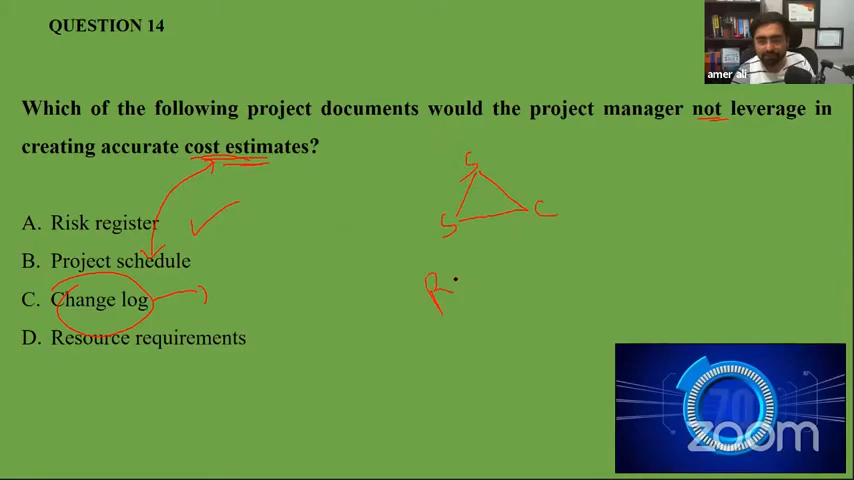 QUESTION 14
amer ali
Which of the following project documents would the project manager not leverage in
creating accurate cost estimates?
S
S C
A. Risk register
B. Project schedule
C. Change log
R
D. Resource requirements
zoom